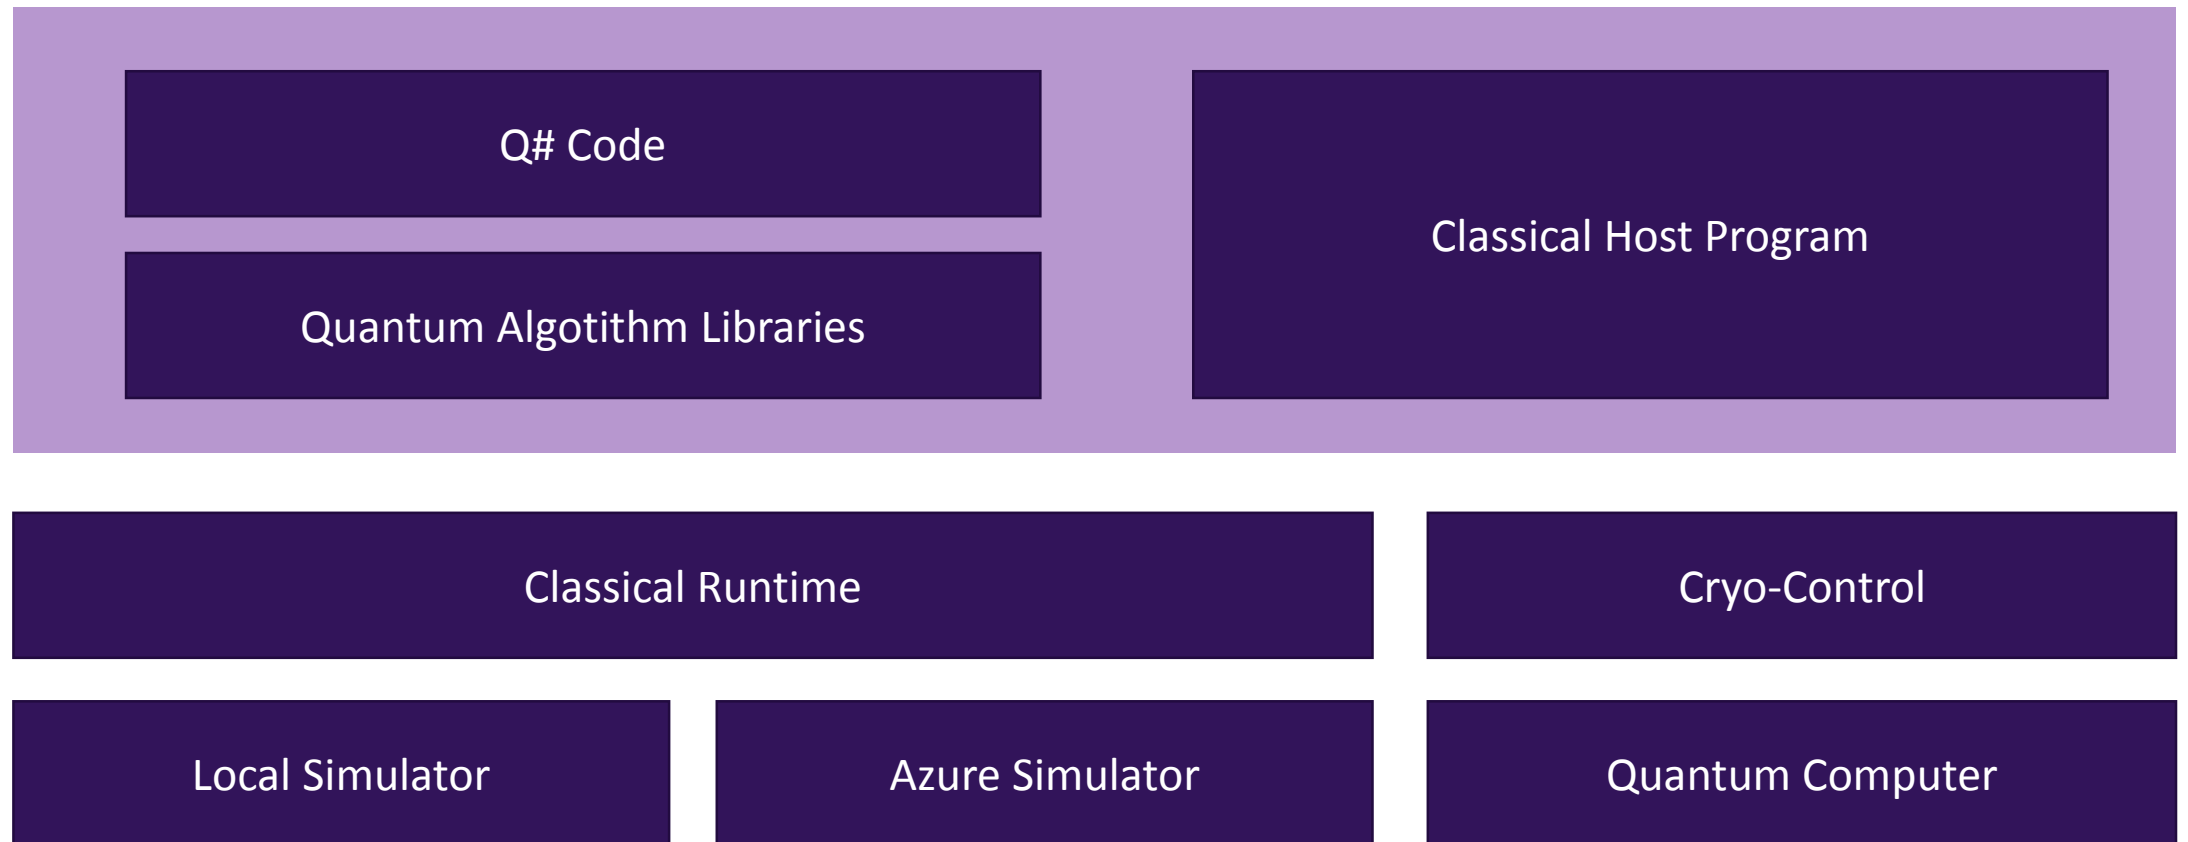 Q# Code
Quantum Algotithm Libraries
Classical Host Program
Classical Runtime
Cryo-Control
Local Simulator
Azure Simulator
Quantum Computer